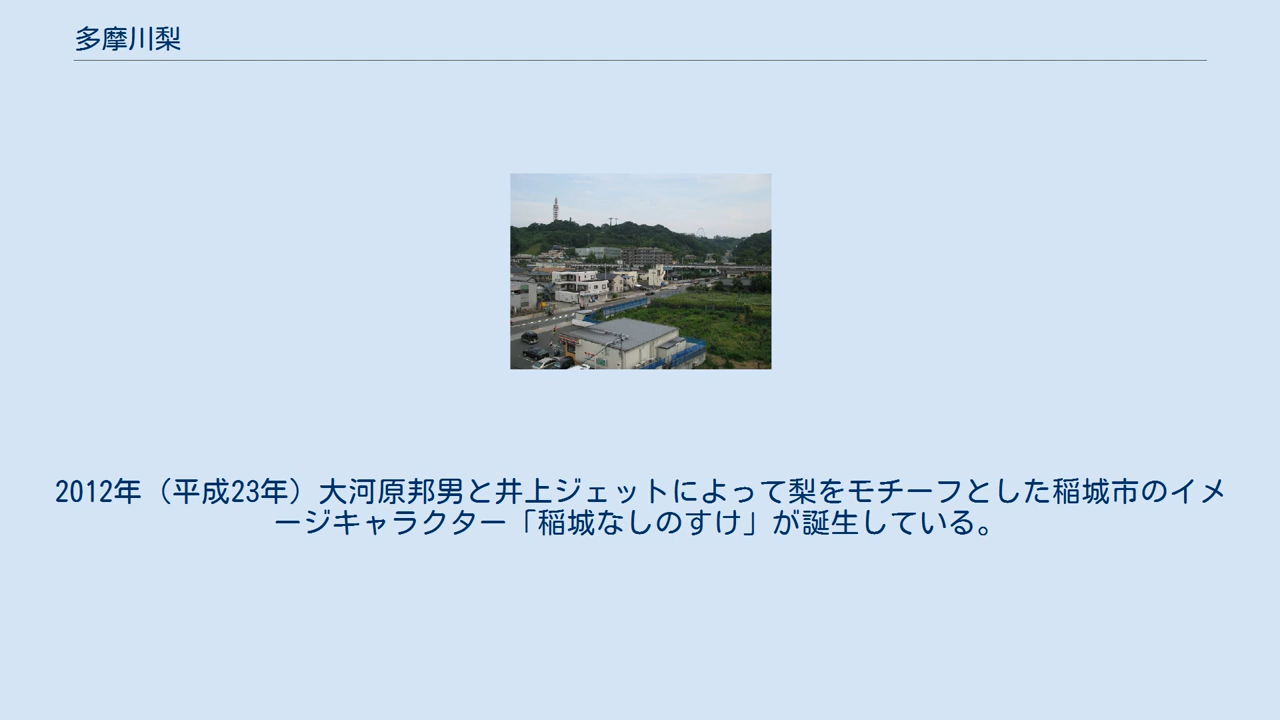 多摩川梨
2012年（平成23年）大河原邦男と井上ジェットによって梨をモチーフとした稲城市のイメ
ージキャラクター「稲城なしのすけ」が誕生している。